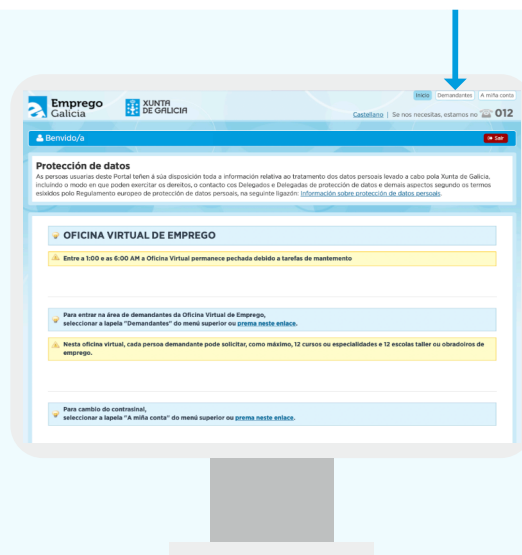 Inicio Demandantes A miña conta
Emprego
Galicia
XUNTA
DE GALICIA
Castellano | Se nos necesitas, estamos no 012
Benvido/a
Sair
Protección de datos
As persoas usuarias deste Portal teñen á súa disposición toda a información relativa ao tratamento dos datos persoais levado a cabo pola Xunta de Galicia,
incluíndo o modo en que poden exercitar os dereitos, o contacto cos Delegados e Delegadas de protección de datos e demais aspectos segundo os termos
esixidos polo Regulamento europeo de protección de datos persoais, na seguinte ligazón: Información sobre protección de datos persoais.
OFICINA VIRTUAL DE EMPREGO
Entre a 1:00 e as 6:00 AM a Oficina Virtual permanece pechada debido a tarefas de mantemento
Para entrar na área de demandantes da Oficina Virtual de Emprego,
seleccionar a lapela "Demandantes" do menú superior ou prema neste enlace.
Nesta oficina virtual, cada persoa demandante pode solicitar, como máximo, 12 cursos ou especialidades e 12 escolas taller ou obradoiros de
emprego.
Para cambio do contrasinal,
seleccionar a lapela "A miña conta" do menú superior ou prema neste enlace.